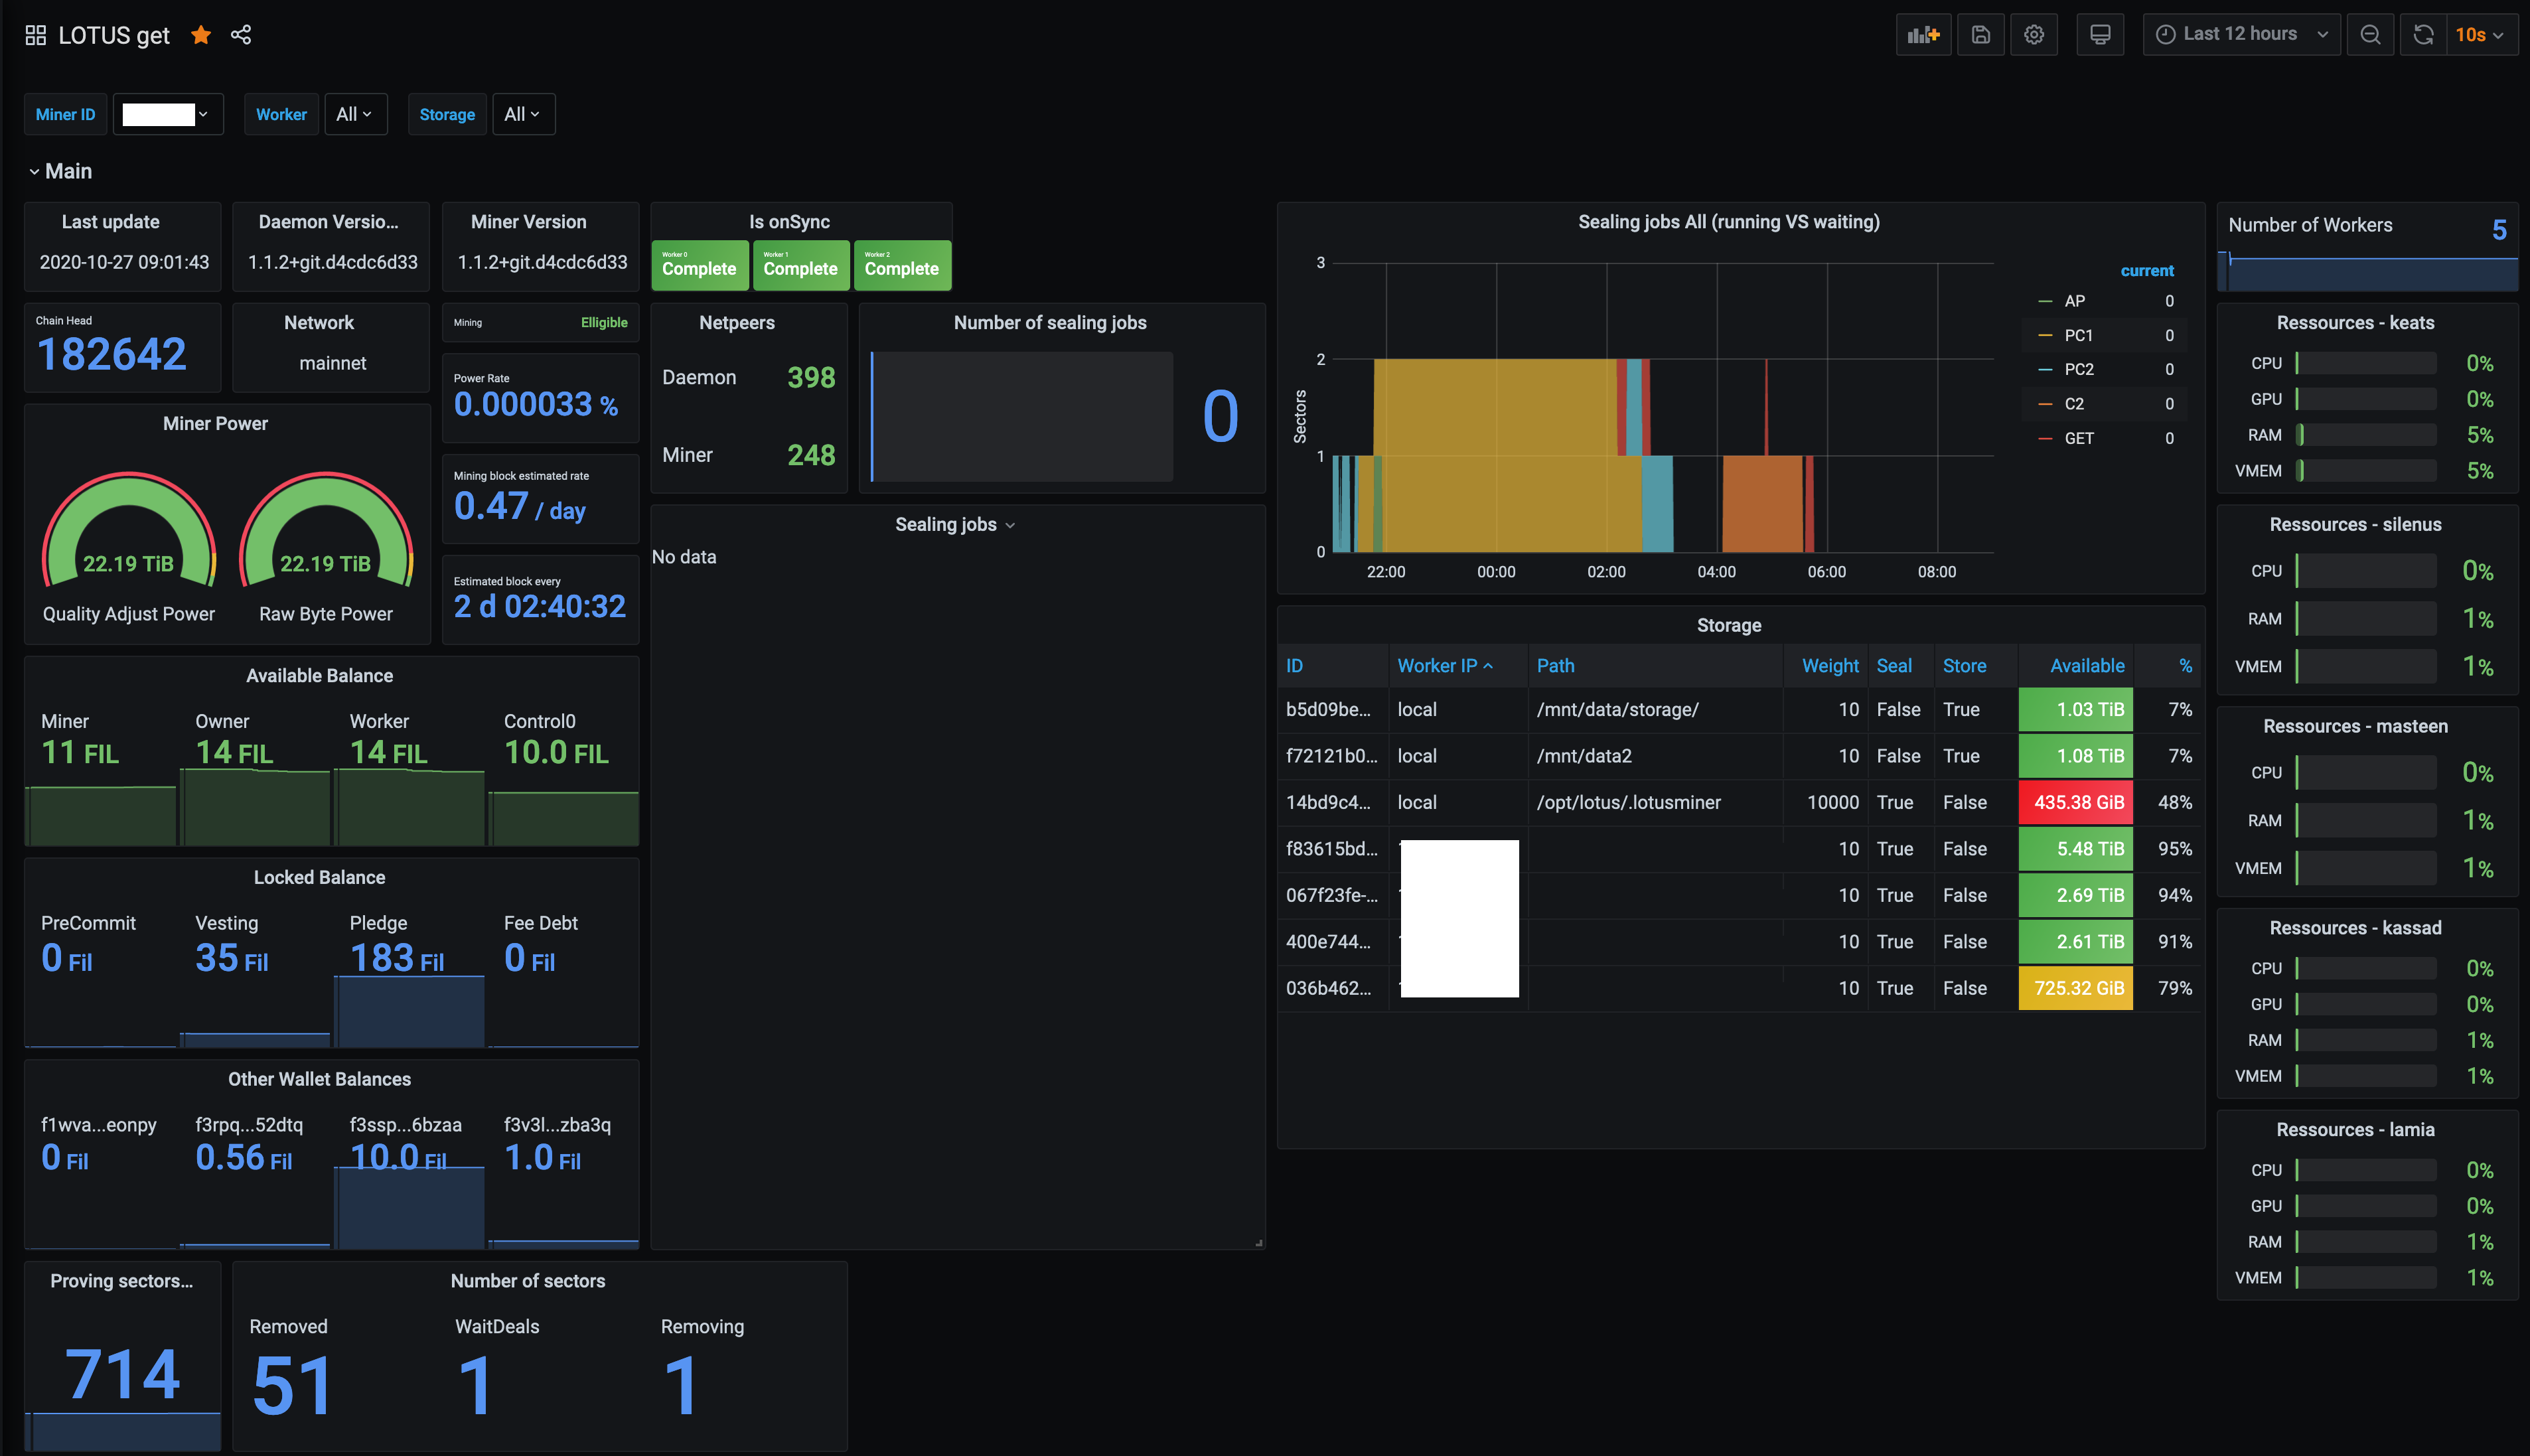 LOTUS get
Last 12 hours
10s
Miner ID
Worker All
Storage All
Main
Last update
2020-10-27 09:01:43
Daemon Versio...
1.1.2+git.d4cdc6d33
Miner Version
1.1.2+git.d4cdc6d33
Is onSync
Worker 0
Complete
Worker 1
Complete
Worker 2
Complete
Chain Head
182642
Network
mainnet
Mining Elligible
Power Rate
0.000033 %
Mining block estimated rate
0.47 / day
Estimated block every
2 d 02:40:32
Netpeers
Daemon 398
Miner 248
Number of sealing jobs
0
Miner Power
22.19 TiB
Quality Adjust Power
22.19 TiB
Raw Byte Power
Sealing jobs
No data
Available Balance
Miner
11 FIL
Owner
14 FIL
Worker
14 FIL
Control0
10.0 FIL
Locked Balance
PreCommit
0 Fil
Vesting
35 Fil
Pledge
183 Fil
Fee Debt
0 Fil
Other Wallet Balances
f1wva...eonpy
0 Fil
f3rpq...52dtq
0.56 Fil
f3ssp...6bzaa
10.0 Fil
f3v3l...zba3q
1.0 Fil
Proving sectors...
714
Number of sectors
Removed
51
WaitDeals
1
Removing
1
Sealing jobs All (running VS waiting)
Sectors
3
2
1
0
22:00 00:00 02:00 04:00 06:00 08:00
current
AP 0
PC1 0
PC2 0
C2 0
GET 0
Storage
ID Worker IP Path Weight Seal Store Available %
b5d09be... local /mnt/data/storage/ 10 False True 1.03 TiB 7%
f72121b0... local /mnt/data2 10 False True 1.08 TiB 7%
14bd9c4... local /opt/lotus/.lotusminer 10000 True False 435.38 GiB 48%
f83615bd... 10 True False 5.48 TiB 95%
067f23fe-... 10 True False 2.69 TiB 94%
400e744... 10 True False 2.61 TiB 91%
036b462... 10 True False 725.32 GiB 79%
Number of Workers 5
Ressources - keats
CPU 0%
GPU 0%
RAM 5%
VMEM 5%
Ressources - silenus
CPU 0%
RAM 1%
VMEM 1%
Ressources - masteen
CPU 0%
RAM 1%
VMEM 1%
Ressources - kassad
CPU 0%
GPU 0%
RAM 1%
VMEM 1%
Ressources - lamia
CPU 0%
GPU 0%
RAM 1%
VMEM 1%